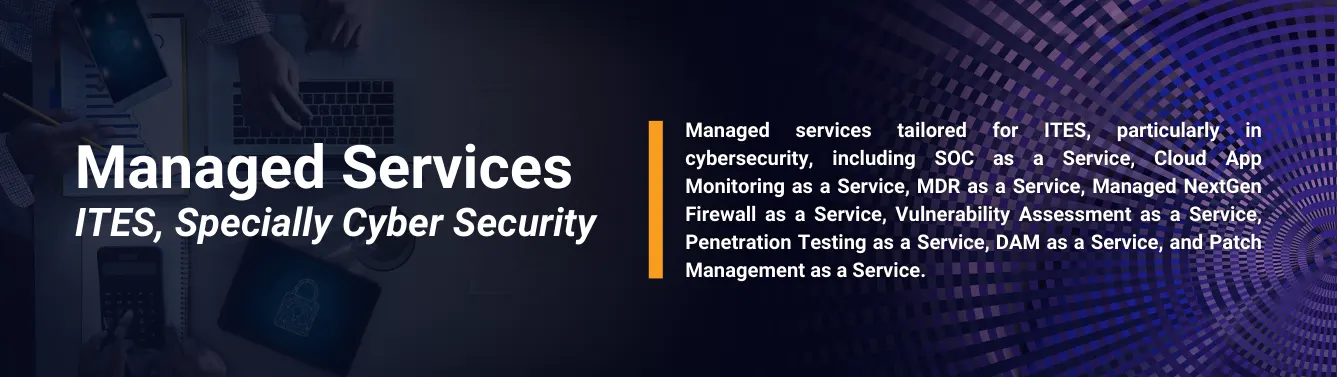 Managed Services
ITES, Specially Cyber Security
Managed services tailored for ITES, particularly in
cybersecurity, including SOC as a Service, Cloud App
Monitoring as a Service, MDR as a Service, Managed NextGen
Firewall as a Service, Vulnerability Assessment as a Service,
Penetration Testing as a Service, DAM as a Service, and Patch
Management as a Service.